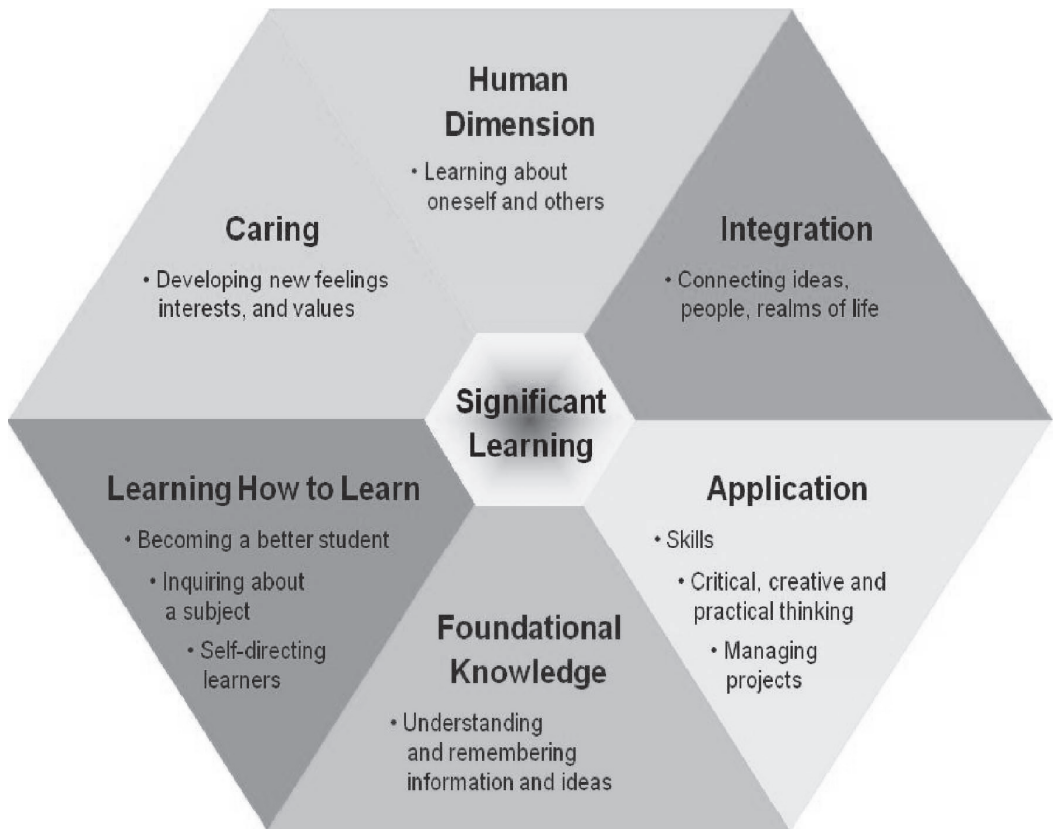 Human
Dimension
• Learning about
oneself and others
Caring
• Developing new feelings
interests, and values
Integration
• Connecting ideas,
people, realms of life
Significant
Learning
Learning How to Learn
• Becoming a better student
• Inquiring about
a subject
• Self-directing
learners
Application
• Skills
• Critical, creative and
practical thinking
• Managing
projects
Foundational
Knowledge
• Understanding
and remembering
information and ideas